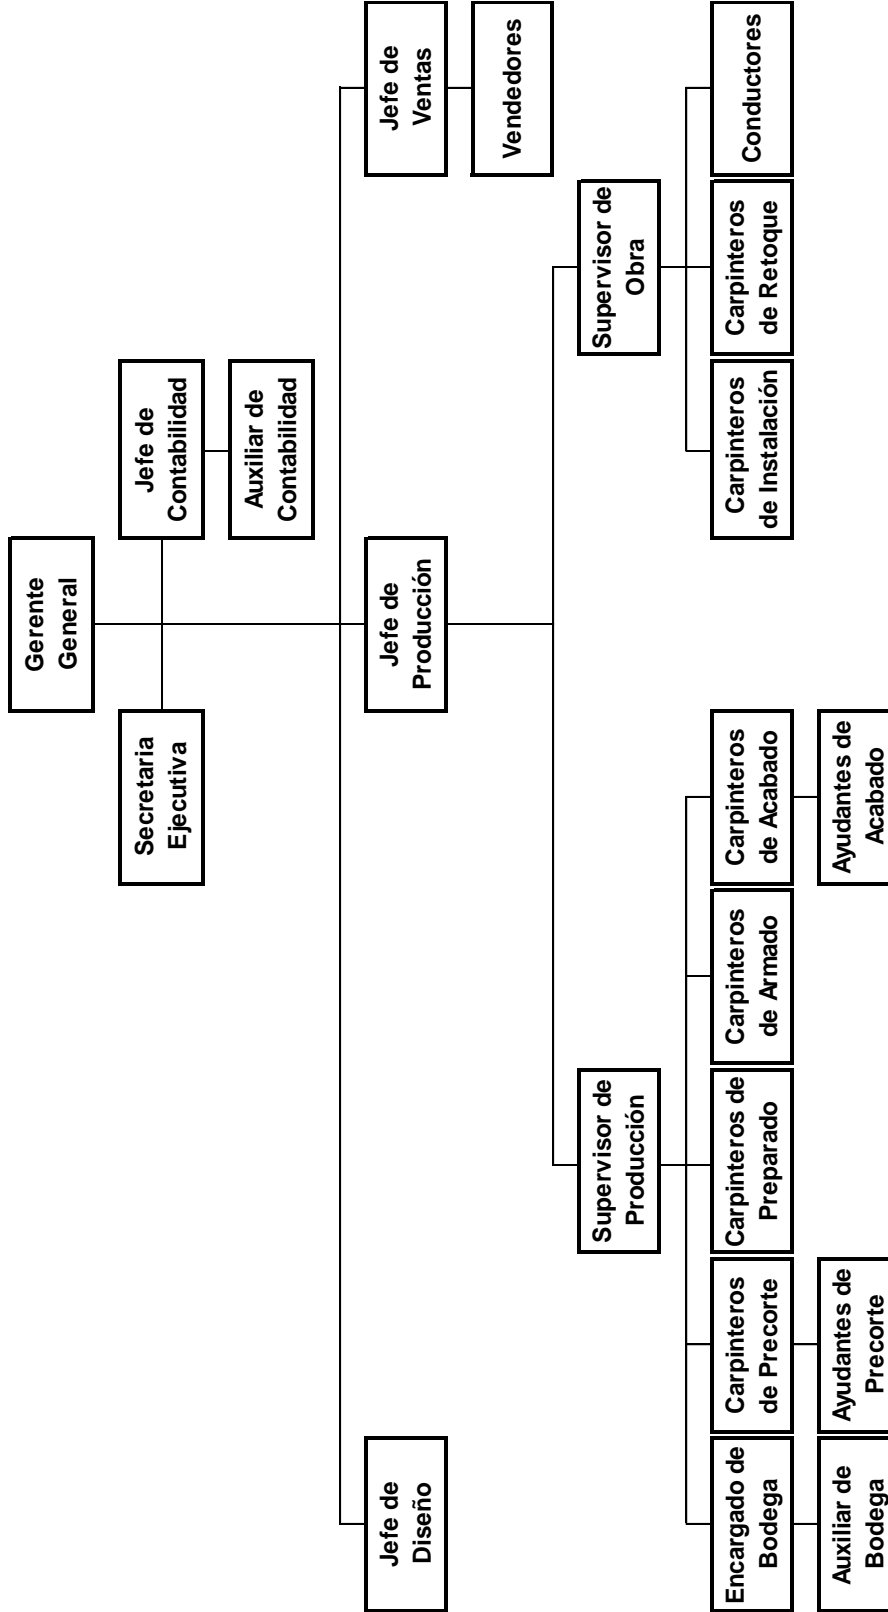 Gerente
General
Secretaria
Ejecutiva
Jefe de
Contabilidad
Auxiliar de
Contabilidad
Jefe de
Diseño
Jefe de
Producción
Jefe de
Ventas
Vendedores
Supervisor de
Producción
Supervisor de
Obra
Encargado de
Bodega
Carpinteros
de Precorte
Carpinteros de
Preparado
Carpinteros
de Armado
Carpinteros
de Acabado
Carpinteros
de Instalación
Carpinteros
de Retoque
Conductores
Auxiliar de
Bodega
Ayudantes de
Precorte
Ayudantes de
Acabado